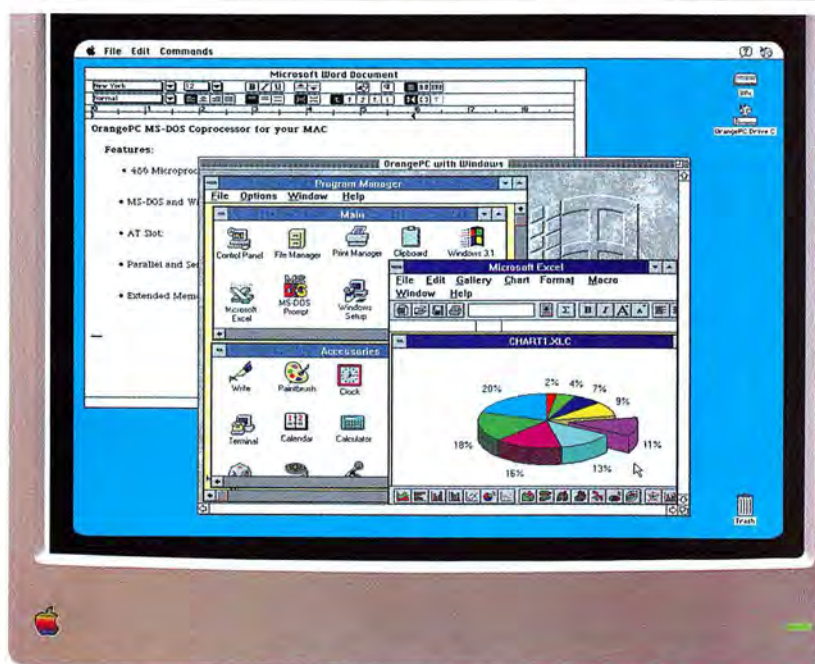 File Edit Commands
Microsoft Word Document
New York
12
B I U
Normal
OrangePC MS-DOS Coprocessor for your MAC
Features:
• 486 Microproc
• MS-DOS and Wi
• AT Slot:
• Parallel and Se
• Extended Mem
OrangePC Drive C
OrangePC with Windows
Program Manager
File Options Window Help
Main
Control Panel
File Manager
Print Manager
Clipboard
Windows 3.1
Microsoft Excel
MS-DOS Prompt
Windows Setup
Accessories
Write
Paintbrush
Clock
Terminal
Calendar
Calculator
Microsoft Excel
File Edit Gallery Chart Format Macro
Window Help
Σ B I A A
CHART1.XLC
20% 2% 4% 7%
9%
18% 11%
16% 13%
Trash